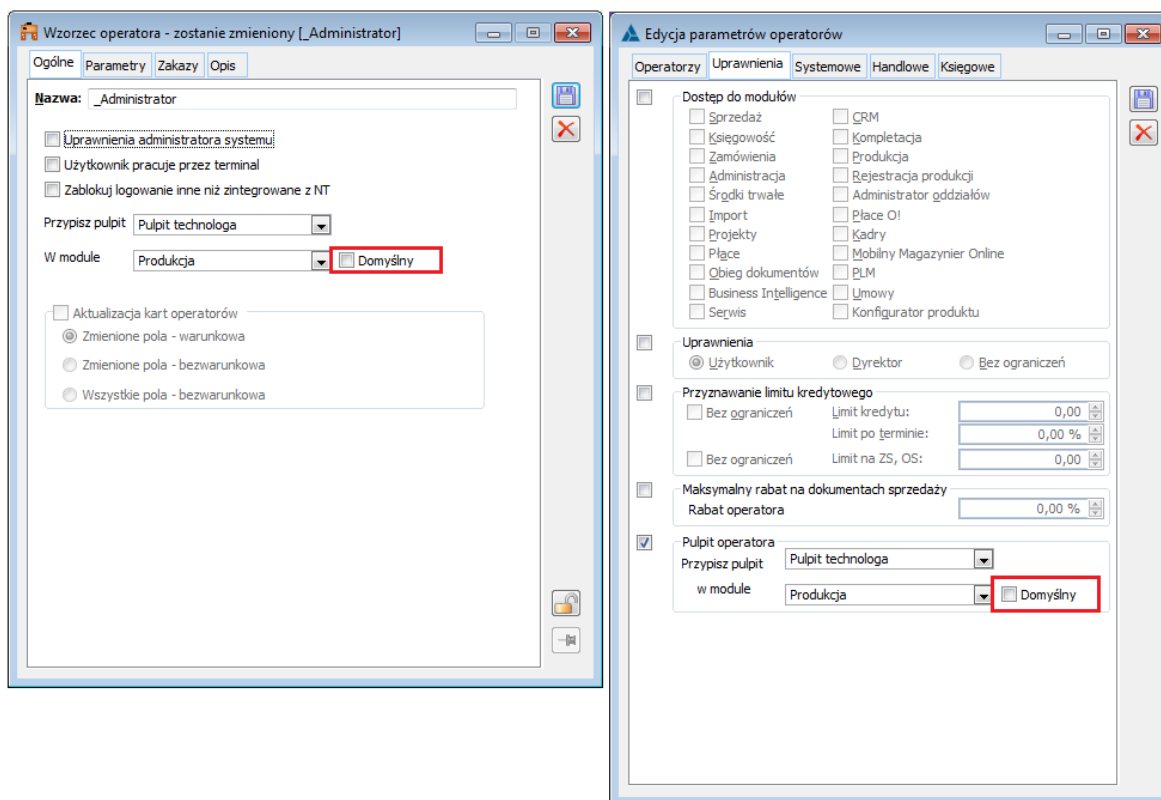 Wzorzec operatora - zostanie zmieniony [_Administrator]
Ogólne Parametry Zakazy Opis
Nazwa: _Administrator
Uprawnienia administratora systemu
Użytkownik pracuje przez terminal
Zablokuj logowanie inne niż zintegrowane z NT
Przypisz pulpit Pulpit technologa
W module Produkcja Domyślny
Aktualizacja kart operatorów
Zmienione pola - warunkowa
Zmienione pola - bezwarunkowa
Wszystkie pola - bezwarunkowa
Edycja parametrów operatorów
Operatorzy Uprawnienia Systemowe Handlowe Księgowe
Dostęp do modułów
Sprzedaż CRM
Księgowość Kompletacja
Zamówienia Produkcja
Administracja Rejestracja produkcji
Środki trwałe Administrator oddziałów
Import Płace O!
Projekty Kadry
Płace Mobilny Magazynier Online
Obieg dokumentów PLM
Business Intelligence Umowy
Serwis Konfigurator produktu
Uprawnienia
Użytkownik Dyrektor Bez ograniczeń
Przyznawanie limitu kredytowego
Bez ograniczeń Limit kredytu: 0,00
Limit po terminie: 0,00 %
Bez ograniczeń Limit na ZS, OS: 0,00
Maksymalny rabat na dokumentach sprzedaży
Rabat operatora 0,00 %
Pulpit operatora
Przypisz pulpit Pulpit technologa
w module Produkcja Domyślny